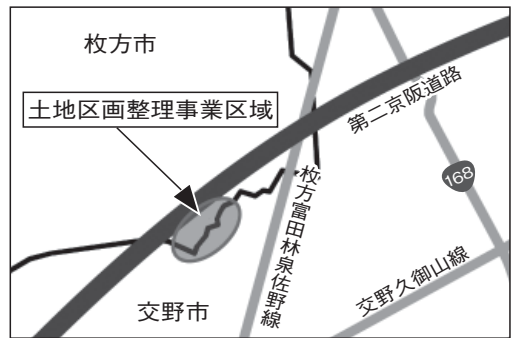 枚方市
土地区画整理事業区域
第二京阪道路
168
枚方富田林泉佐野線
交野久御山線
交野市